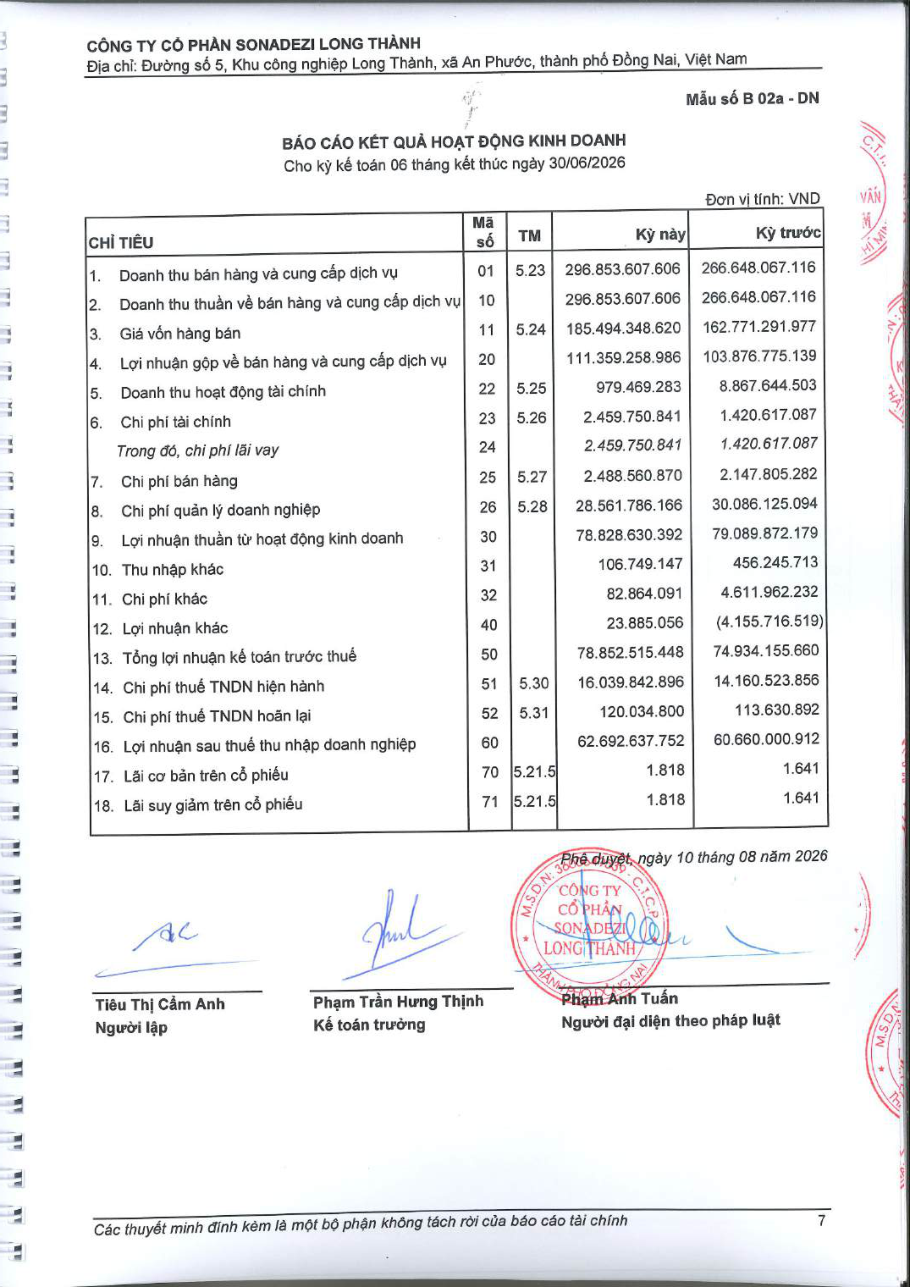 CÔNG TY CỔ PHẦN SONADEZI LONG THÀNH
Địa chỉ: Đường số 5, Khu công nghiệp Long Thành, xã An Phước, thành phố Đồng Nai, Việt Nam
Mẫu số B 02a - DN
BÁO CÁO KẾT QUẢ HOẠT ĐỘNG KINH DOANH
Cho kỳ kế toán 06 tháng kết thúc ngày 30/06/2026
Đơn vị tính: VND
CHỈ TIÊU Mã số TM Kỳ này Kỳ trước
1. Doanh thu bán hàng và cung cấp dịch vụ 01 5.23 296.853.607.606 266.648.067.116
2. Doanh thu thuần về bán hàng và cung cấp dịch vụ 10 296.853.607.606 266.648.067.116
3. Giá vốn hàng bán 11 5.24 185.494.348.620 162.771.291.977
4. Lợi nhuận gộp về bán hàng và cung cấp dịch vụ 20 111.359.258.986 103.876.775.139
5. Doanh thu hoạt động tài chính 22 5.25 979.469.283 8.867.644.503
6. Chi phí tài chính 23 5.26 2.459.750.841 1.420.617.087
Trong đó, chi phí lãi vay 24 2.459.750.841 1.420.617.087
7. Chi phí bán hàng 25 5.27 2.488.560.870 2.147.805.282
8. Chi phí quản lý doanh nghiệp 26 5.28 28.561.786.166 30.086.125.094
9. Lợi nhuận thuần từ hoạt động kinh doanh 30 78.828.630.392 79.089.872.179
10. Thu nhập khác 31 106.749.147 456.245.713
11. Chi phí khác 32 82.864.091 4.611.962.232
12. Lợi nhuận khác 40 23.885.056 (4.155.716.519)
13. Tổng lợi nhuận kế toán trước thuế 50 78.852.515.448 74.934.155.660
14. Chi phí thuế TNDN hiện hành 51 5.30 16.039.842.896 14.160.523.856
15. Chi phí thuế TNDN hoãn lại 52 5.31 120.034.800 113.630.892
16. Lợi nhuận sau thuế thu nhập doanh nghiệp 60 62.692.637.752 60.660.000.912
17. Lãi cơ bản trên cổ phiếu 70 5.21.5 1.818 1.641
18. Lãi suy giảm trên cổ phiếu 71 5.21.5 1.818 1.641
Phê duyệt, ngày 10 tháng 08 năm 2026
CÔNG TY
CỔ PHẦN
SONADEZI
LONG THÀNH
THÀNH PHỐ ĐỒNG NAI
Tiêu Thị Cẩm Anh
Người lập
Phạm Trần Hưng Thịnh
Kế toán trưởng
Phạm Anh Tuấn
Người đại diện theo pháp luật
Các thuyết minh đính kèm là một bộ phận không tách rời của báo cáo tài chính
7